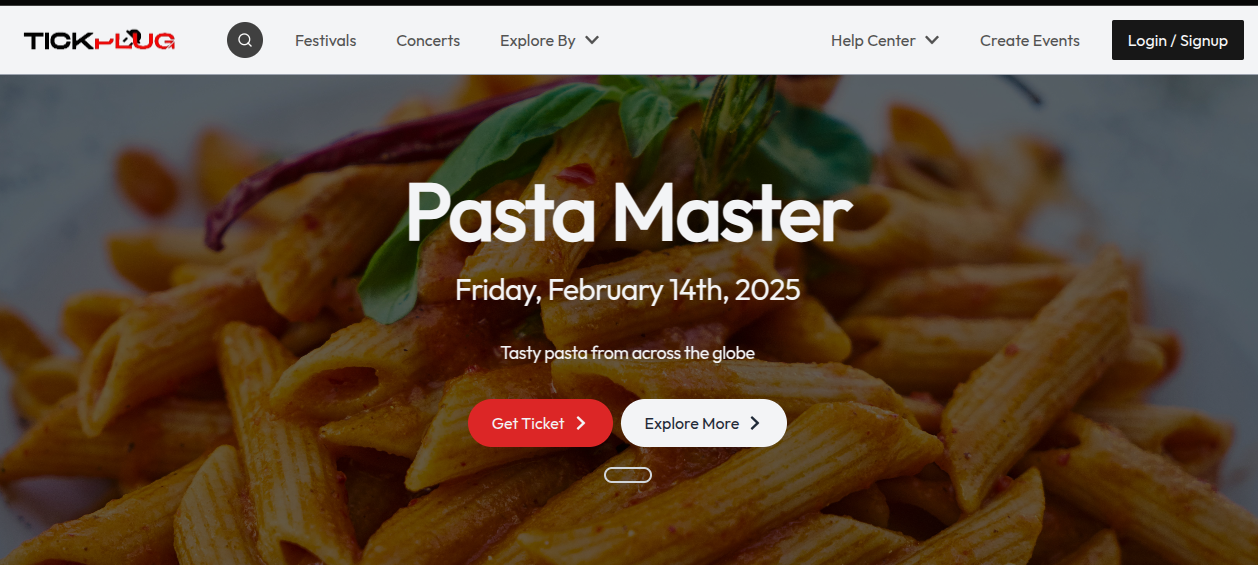 TICKPLUG
Festivals
Concerts
Explore By
Help Center
Create Events
Login / Signup
Pasta Master
Friday, February 14th, 2025
Tasty pasta from across the globe
Get Ticket
Explore More